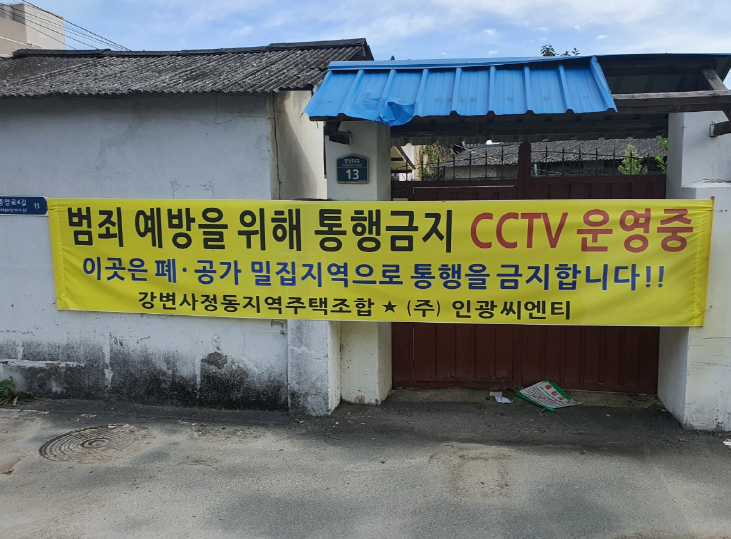 범죄 예방을 위해 통행금지 CCTV 운영중
이곳은 폐·공가 밀집지역으로 통행을 금지합니다!!
강변사정동지역주택조합 ★ (주) 인광씨엔티
13
13